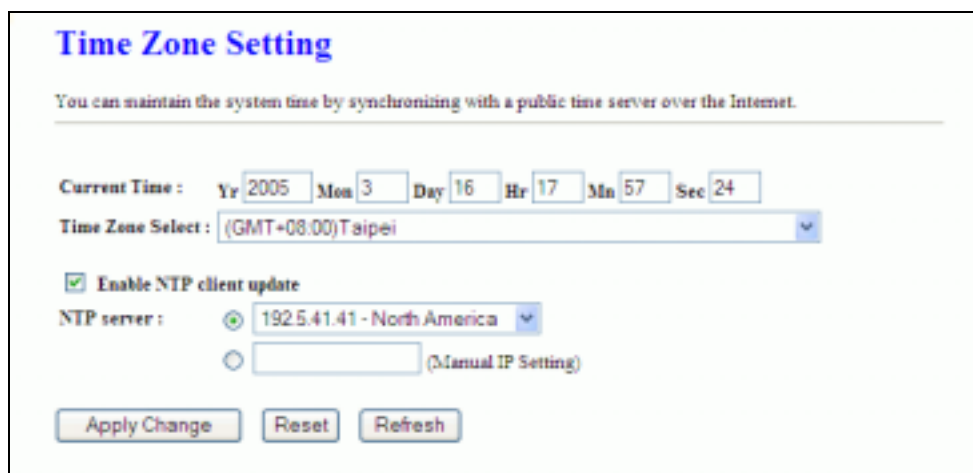 Time Zone Setting
You can maintain the system time by synchronizing with a public time server over the Internet.
Current Time : Yr 2005 Mon 3 Day 16 Hr 17 Mn 57 Sec 24
Time Zone Select : (GMT+08:00)Taipei
Enable NTP client update
NTP server : 192.5.41.41 - North America
(Manual IP Setting)
Apply Change Reset Refresh